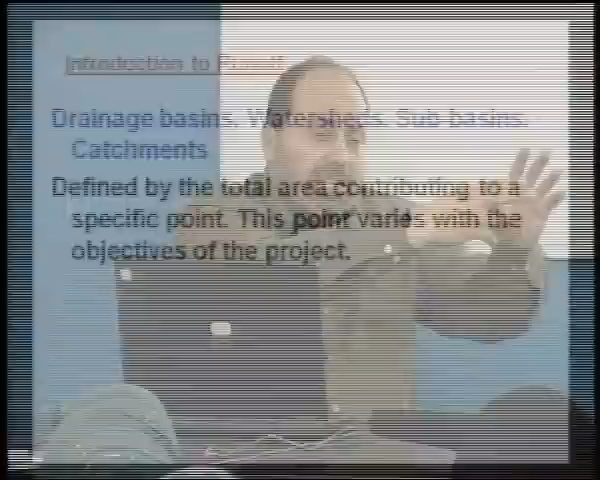 Introduction to Runoff
Drainage basins, Watersheds, Sub-basins,
Catchments
Defined by the total area contributing to a
specific point. This point varies with the
objectives of the project.